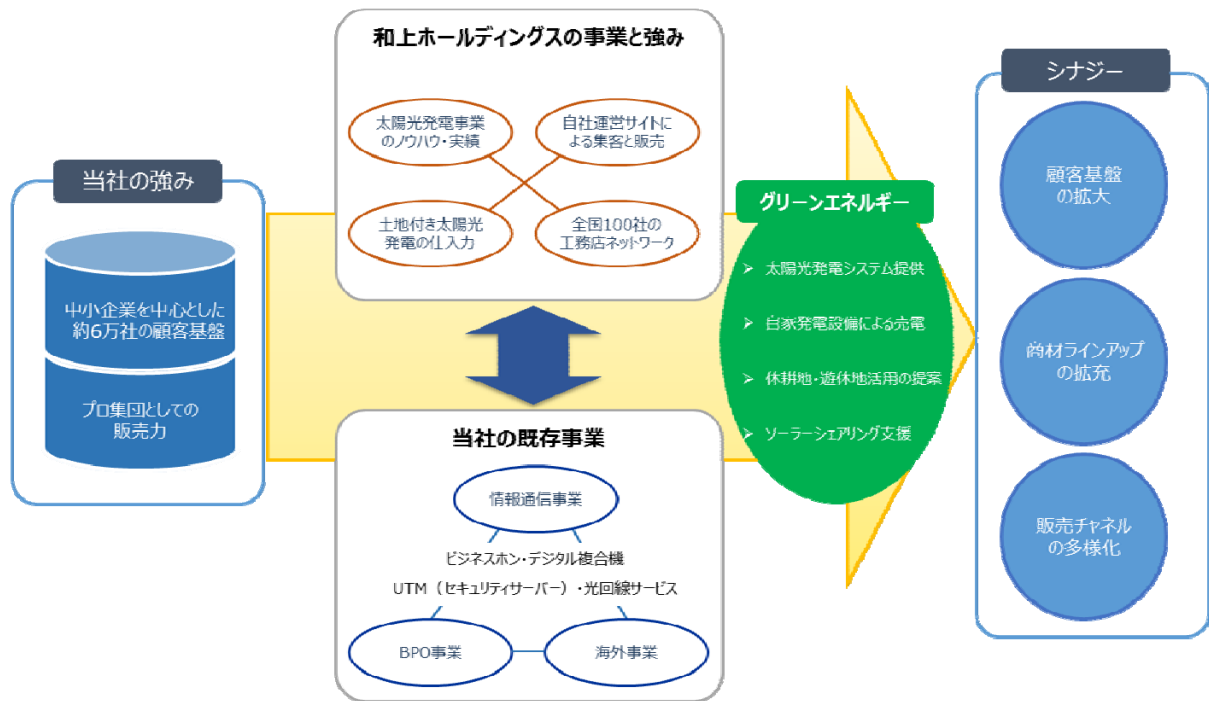 当社の強み
中小企業を中心とした
約6万社の顧客基盤
プロ集団としての
販売力
和上ホールディングスの事業と強み
太陽光発電事業
のノウハウ・実績
自社運営サイトに
よる集客と販売
土地付き太陽光
発電の仕入力
全国100社の
工務店ネットワーク
当社の既存事業
情報通信事業
ビジネスホン・デジタル複合機
UTM（セキュリティサーバー）・光回線サービス
BPO事業
海外事業
グリーンエネルギー
➢ 太陽光発電システム提供
➢ 自家発電設備による売電
➢ 休耕地・遊休地活用の提案
➢ ソーラーシェアリング支援
シナジー
顧客基盤
の拡大
商材ラインアップ
の拡充
販売チャネル
の多様化